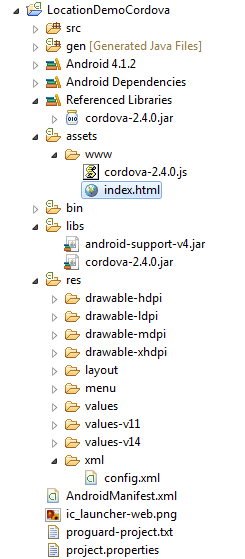 LocationDemoCordova
src
gen [Generated Java Files]
Android 4.1.2
Android Dependencies
Referenced Libraries
cordova-2.4.0.jar
assets
www
cordova-2.4.0.js
index.html
bin
libs
android-support-v4.jar
cordova-2.4.0.jar
res
drawable-hdpi
drawable-ldpi
drawable-mdpi
drawable-xhdpi
layout
menu
values
values-v11
values-v14
xml
config.xml
AndroidManifest.xml
ic_launcher-web.png
proguard-project.txt
project.properties